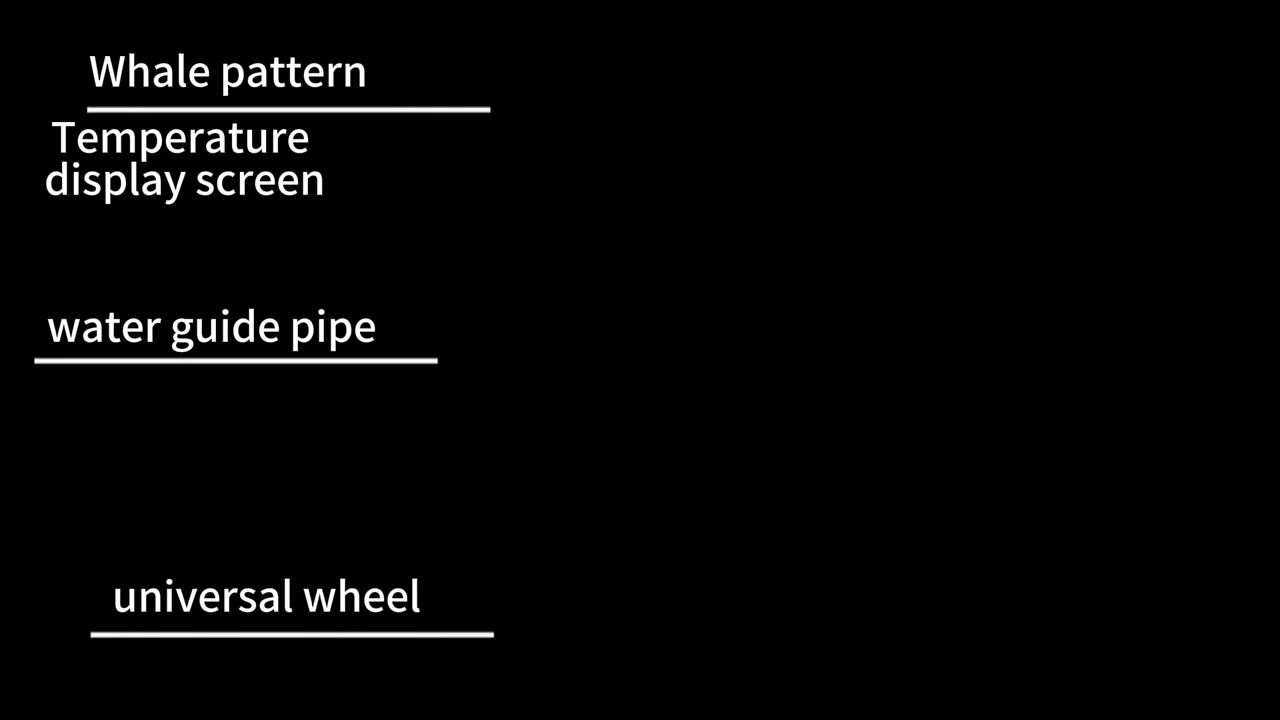 Whale pattern
Temperature
display screen
water guide pipe
universal wheel